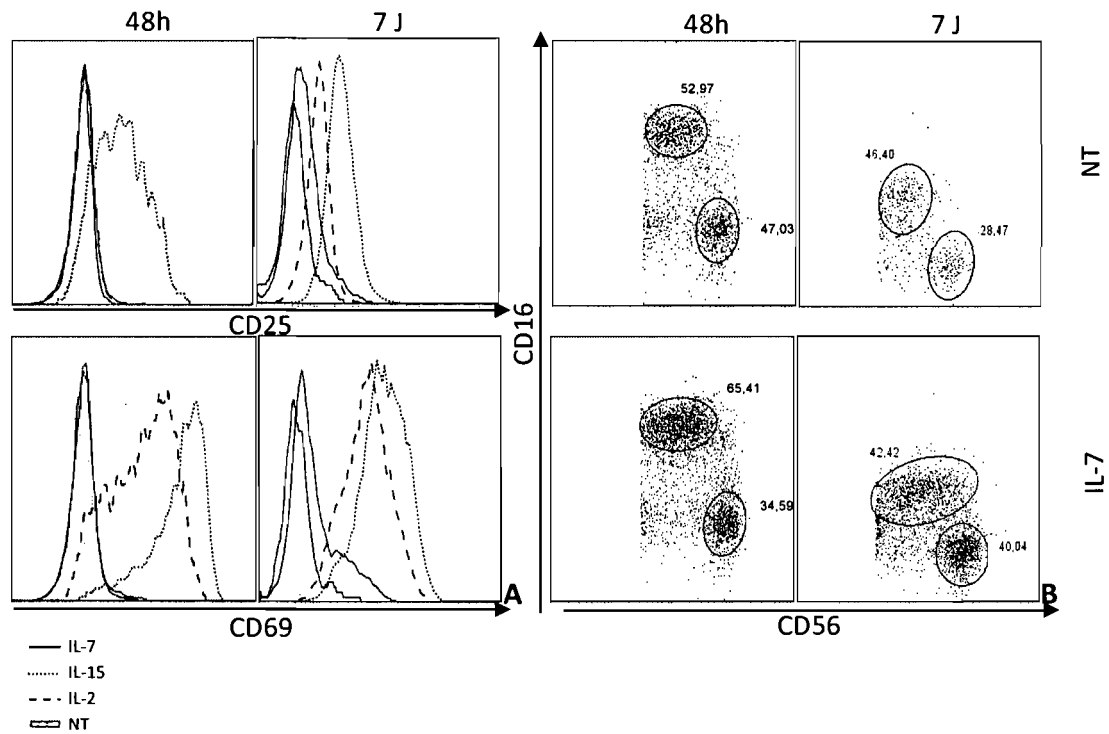 48h
7 J
CD25
CD69
A
IL-7
IL-15
IL-2
NT
48h
7 J
52,97
47,03
46,40
28,47
NT
CD16
65,41
34,59
42,42
40,04
IL-7
B
CD56